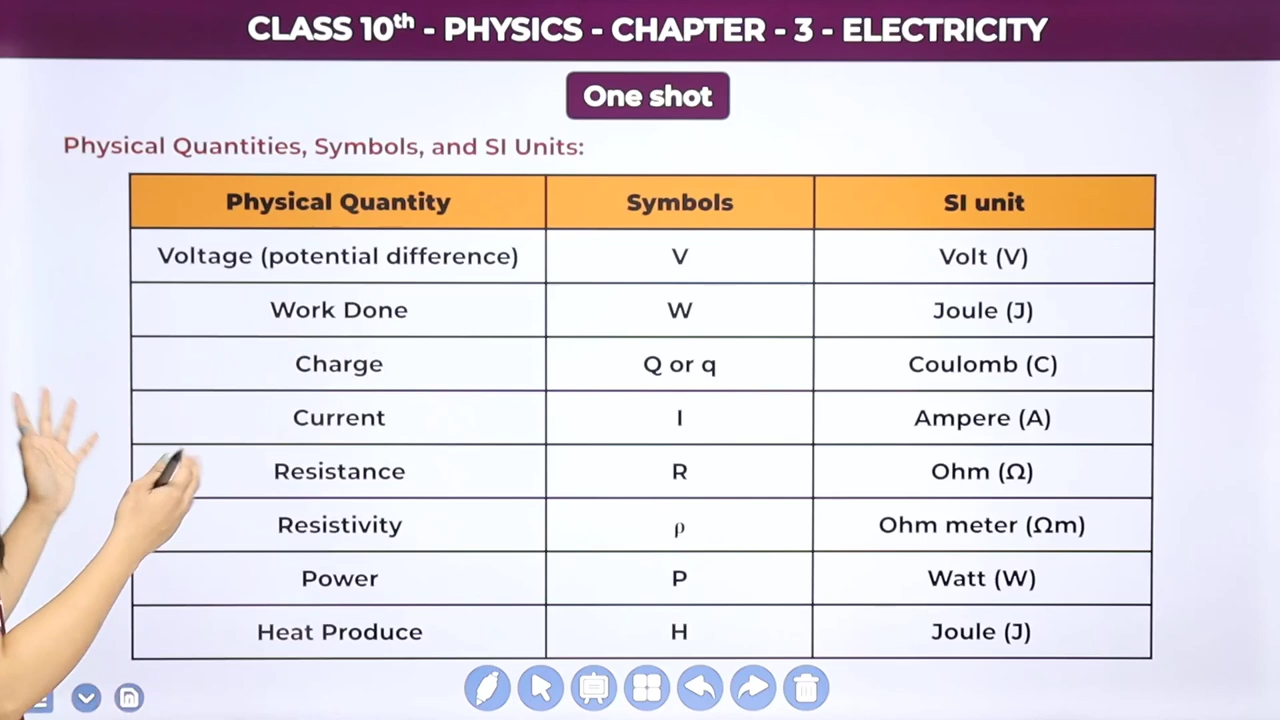 CLASS 10th - PHYSICS - CHAPTER - 3 - ELECTRICITY
One shot
Physical Quantities, Symbols, and SI Units:
Physical Quantity Symbols SI unit
Voltage (potential difference) V Volt (V)
Work Done W Joule (J)
Charge Q or q Coulomb (C)
Current I Ampere (A)
Resistance R Ohm (Ω)
Resistivity ρ Ohm meter (Ωm)
Power P Watt (W)
Heat Produce H Joule (J)